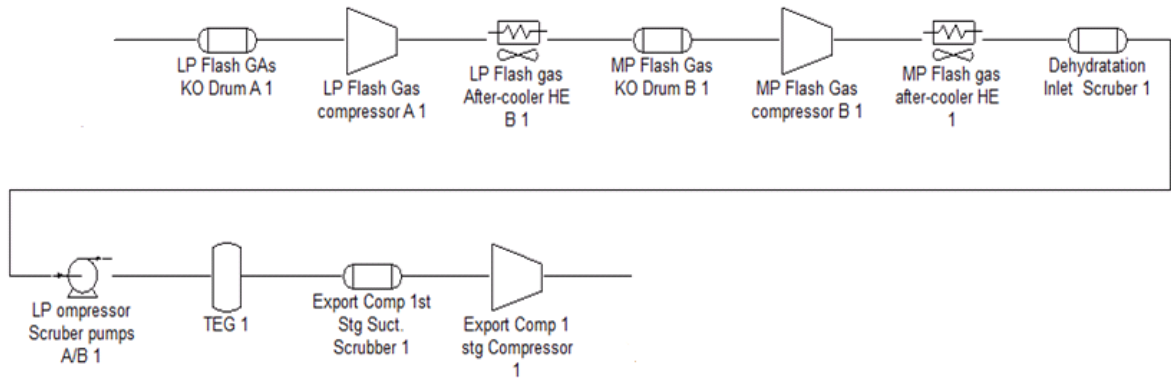 LP Flash GAs
KO Drum A 1
LP Flash Gas
compressor A 1
LP Flash gas
After-cooler HE
B 1
MP Flash Gas
KO Drum B 1
MP Flash Gas
compressor B 1
MP Flash gas
after-cooler HE
1
Dehydratation
Inlet Scruber 1
LP ompressor
Scruber pumps
A/B 1
TEG 1
Export Comp 1st
Stg Suct.
Scrubber 1
Export Comp 1
stg Compressor
1